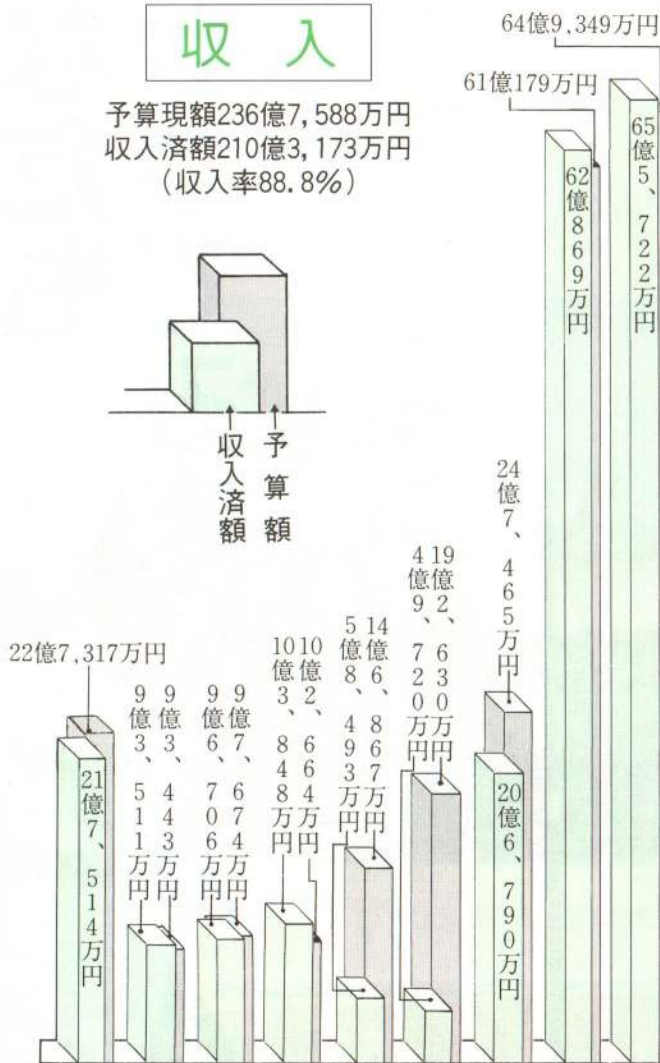 収入
予算現額236億7,588万円
収入済額210億3,173万円
(収入率88.8%)
収入済額
予算額
22億7,317万円
21億7、514万円
9億3、511万円
9億3、443万円
9億6、706万円
9億7、674万円
10億3、848万円
10億2、664万円
5億8、493万円
14億6、867万円
4億9、720万円
19億2、630万円
24億7、465万円
20億6、790万円
61億179万円
62億869万円
64億9,349万円
65億5、722万円